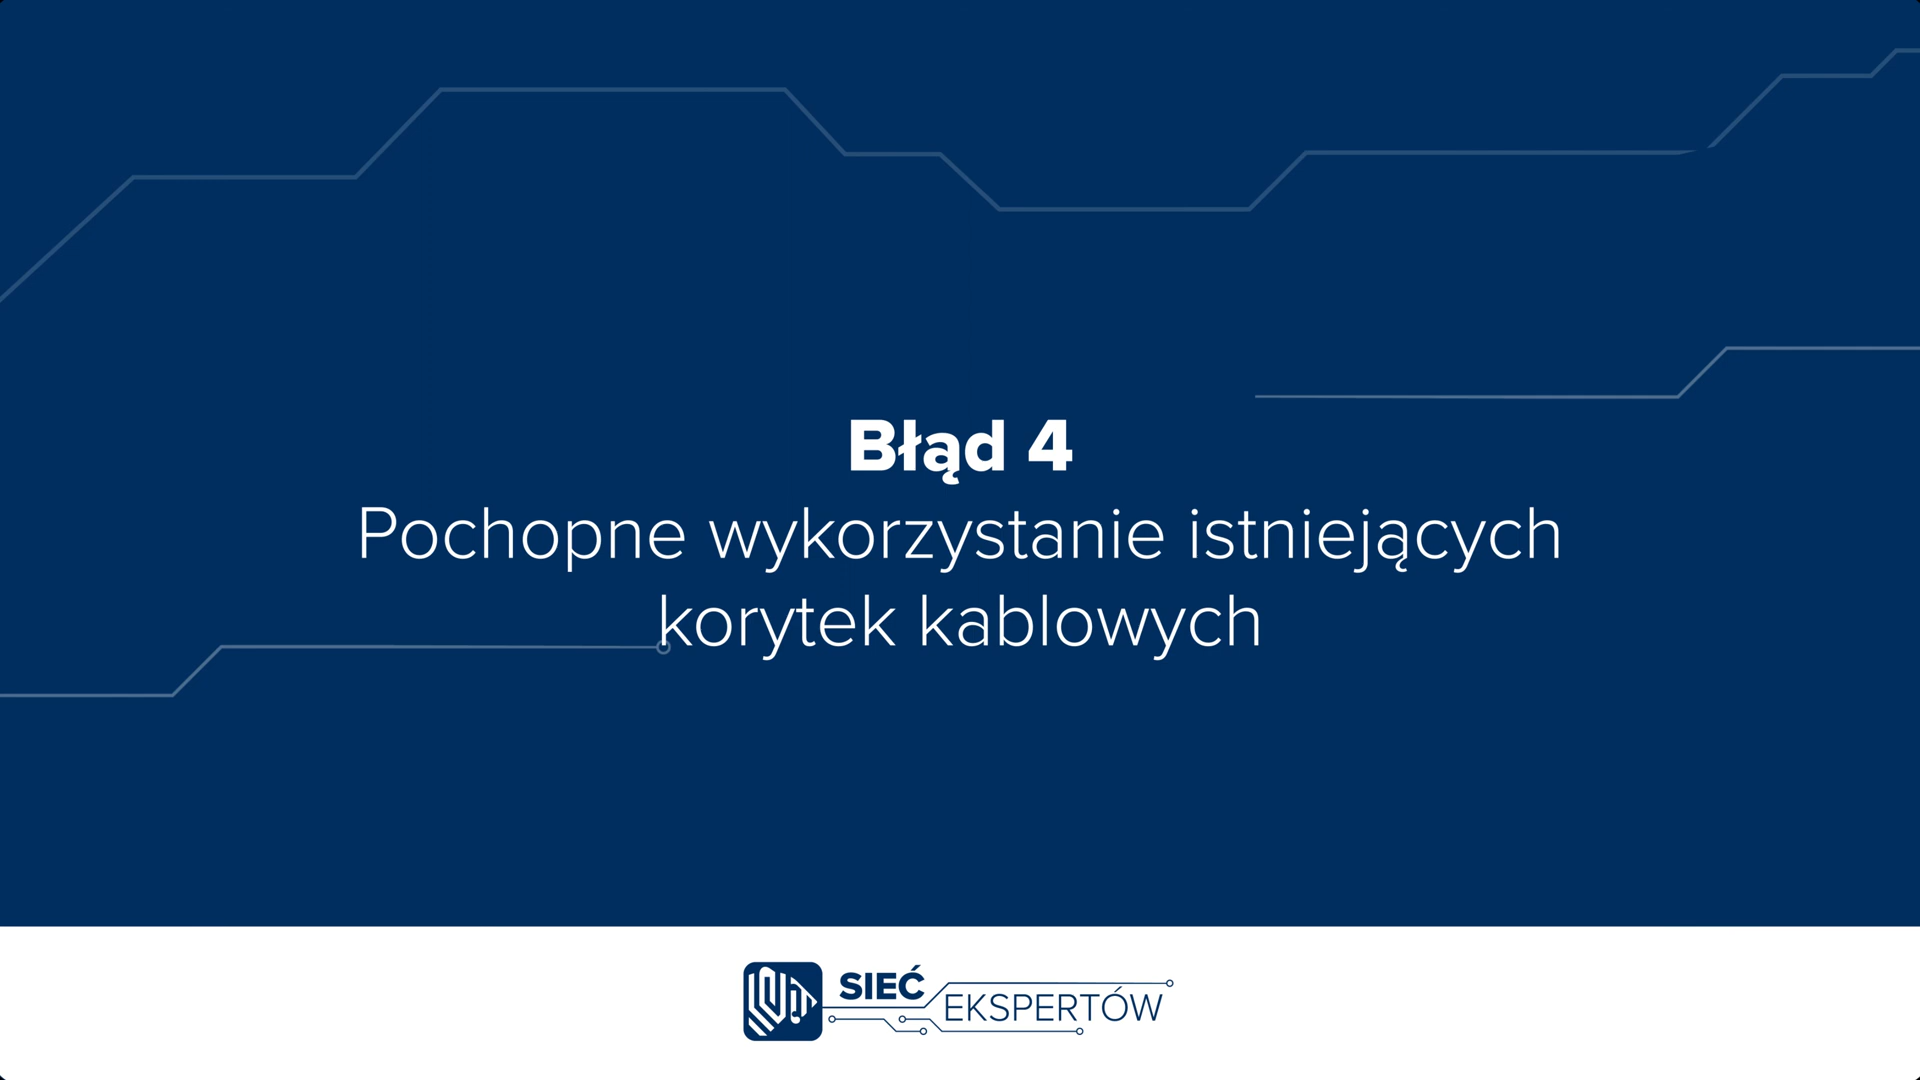 Błąd 4
Pochopne wykorzystanie istniejących
korytek kablowych
SIEĆ
EKSPERTÓW